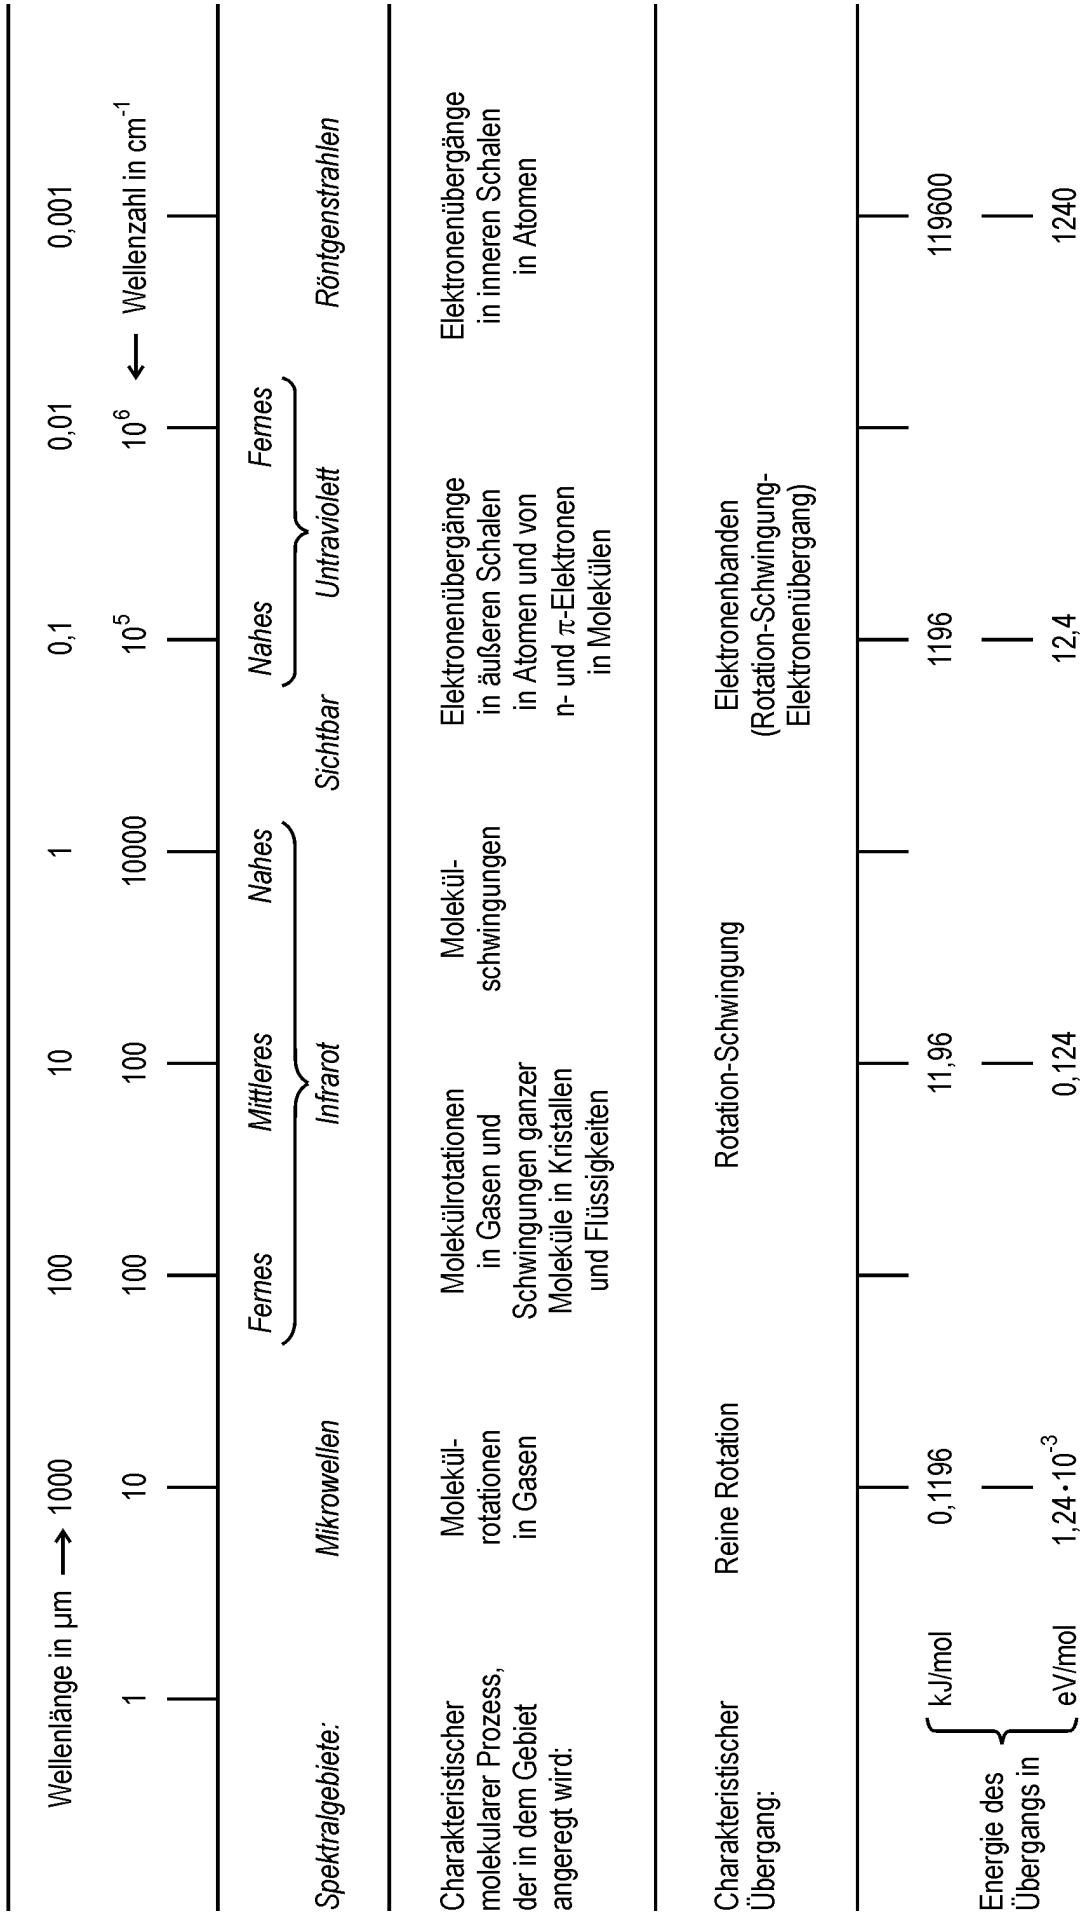 Wellenlänge in µm → 1000 100 10 1 0,1 0,01 0,001
1 10 100 100 10000 10⁵ 10⁶ ← Wellenzahl in cm⁻¹
Fernes Mittleres Nahes Nahes Fernes
Spektralgebiete: Mikrowellen Infrarot Sichtbar Untraviolett Röntgenstrahlen
Charakteristischer
molekularer Prozess,
der in dem Gebiet
angeregt wird:
Molekül-
rotationen
in Gasen
Molekülrotationen
in Gasen und
Schwingungen ganzer
Moleküle in Kristallen
und Flüssigkeiten
Molekül-
schwingungen
Elektronenübergänge
in äußeren Schalen
in Atomen und von
n- und π-Elektronen
in Molekülen
Elektronenübergänge
in inneren Schalen
in Atomen
Charakteristischer
Übergang:
Reine Rotation
Rotation-Schwingung
Elektronenbanden
(Rotation-Schwingung-
Elektronenübergang)
Energie des
Übergangs in
kJ/mol 0,1196 11,96 1196 119600
eV/mol 1,24·10⁻³ 0,124 12,4 1240